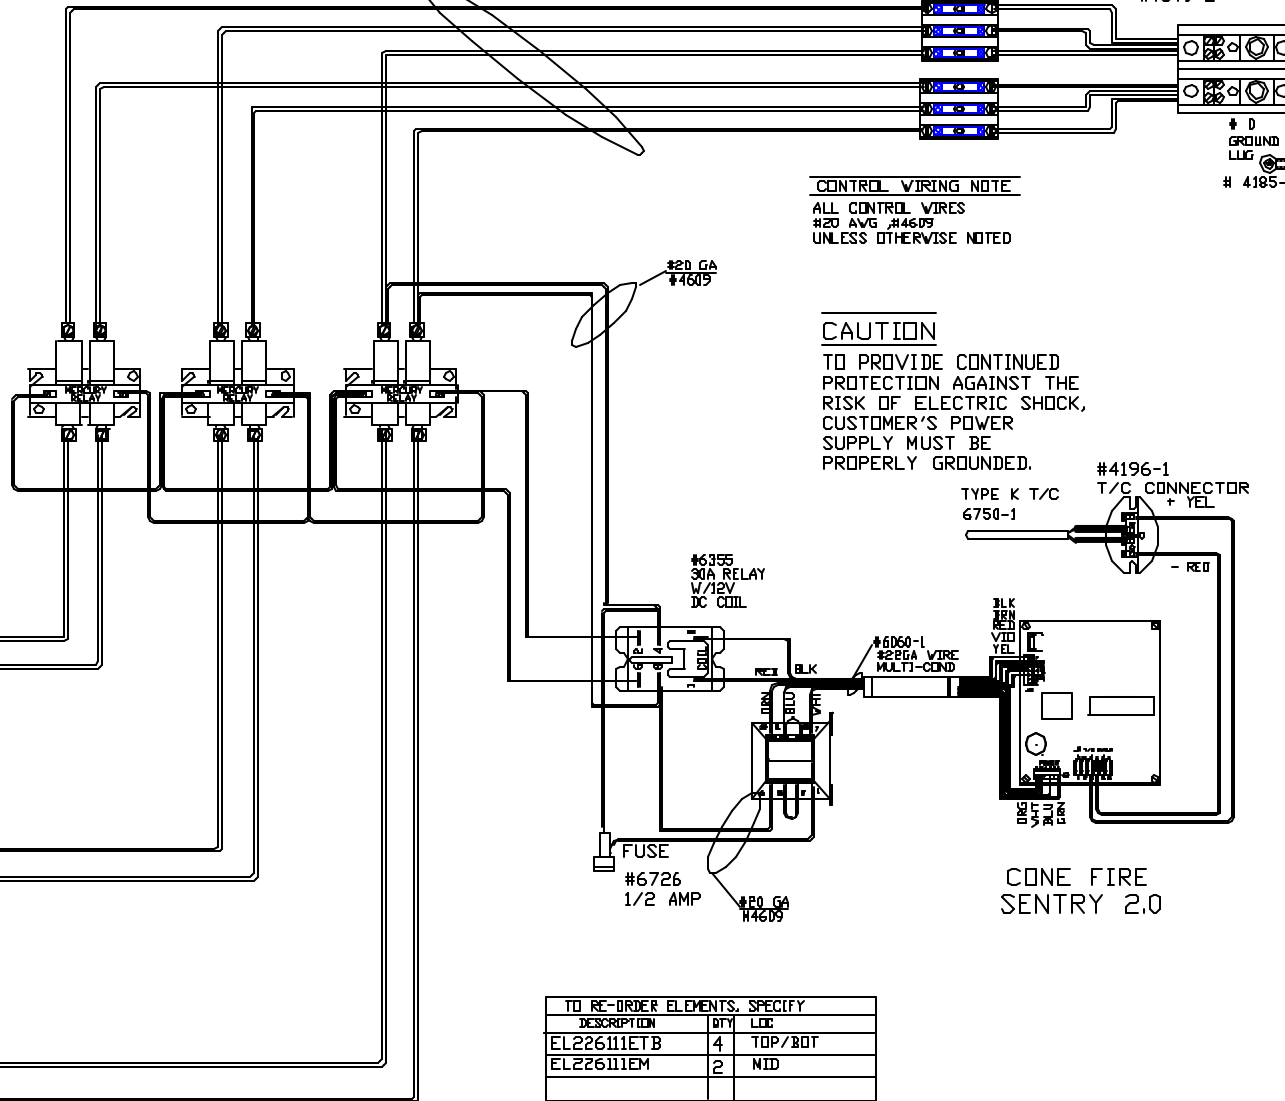 # D
GROUND
LUG
# 4185-
CONTROL WIRING NOTE
ALL CONTROL WIRES
#20 AWG ,#4609
UNLESS OTHERWISE NOTED
#20 GA
#4609
CAUTION
TO PROVIDE CONTINUED
PROTECTION AGAINST THE
RISK OF ELECTRIC SHOCK,
CUSTOMER'S POWER
SUPPLY MUST BE
PROPERLY GROUNDED.
MERCURY
RELAY
MERCURY
RELAY
MERCURY
RELAY
#4196-1
T/C CONNECTOR
+ YEL
- RED
TYPE K T/C
6750-1
#6355
30A RELAY
W/12V
DC COIL
COIL
2 4
6 8
#6060-1
#22GA WIRE
MULTI-COND
RED BLK
ORN
BLU
WHT
BLK
BRN
RED
VIO
YEL
ORG
WHT
BLU
GRN
FUSE
#6726
1/2 AMP
#20 GA
#4609
CONE FIRE
SENTRY 2.0
TO RE-ORDER ELEMENTS, SPECIFY
DESCRIPTION QTY LOC
EL226111ETB 4 TOP/BOT
EL226111EM 2 MID